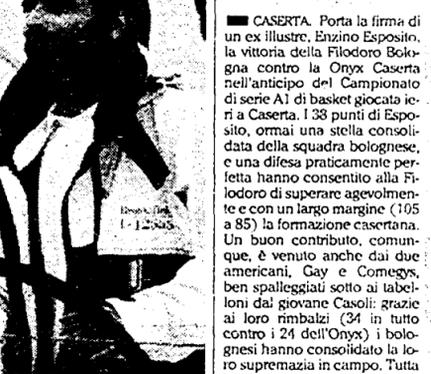 CASERTA. Porta la firma di
un ex illustre, Enzino Esposito,
la vittoria della Filodoro Bolo-
gna contro la Onyx Caserta
nell'anticipo del Campionato
di serie A1 di basket giocata ie-
ri a Caserta. I 38 punti di Espo-
sito, ormai una stella consoli-
data della squadra bolognese,
e una difesa praticamente per-
fetta hanno consentito alla Fi-
lodoro di superare agevolmen-
te e con un largo margine (105
a 85) la formazione casertana.
Un buon contributo, comun-
que, è venuto anche dai due
americani, Gay e Comegys,
ben spalleggiati sotto ai tabel-
loni dal giovane Casoli: grazie
ai loro rimbalzi (34 in tutto
contro i 24 dell'Onyx) i bolo-
gnesi hanno consolidato la lo-
ro supremazia in campo. Tutta